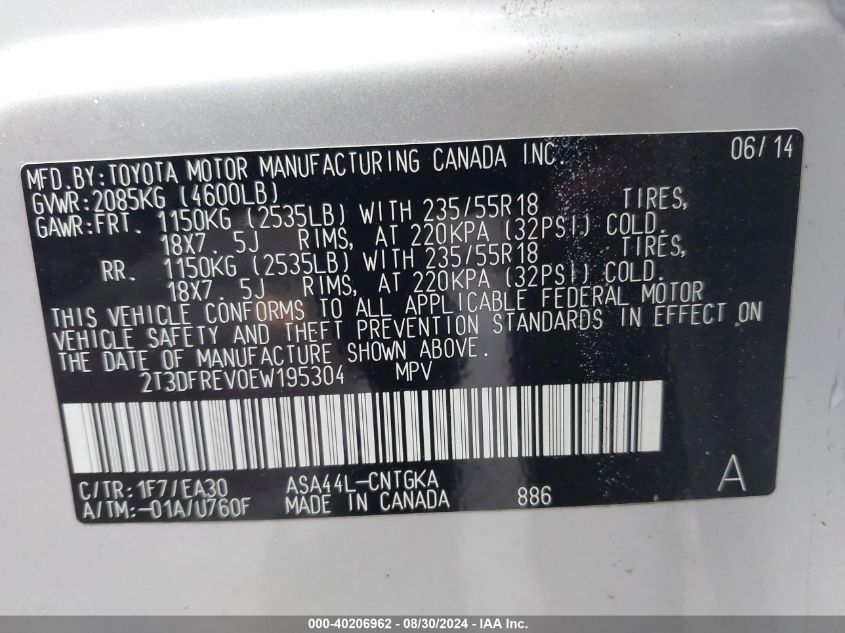 MFD.BY:TOYOTA MOTOR MANUFACTURING CANADA INC. 06/14
GVWR:2085KG (4600LB)
GAWR:FRT. 1150KG (2535LB) WITH 235/55R18 TIRES,
18X7. 5J RIMS, AT 220KPA (32PSI) COLD.
RR. 1150KG (2535LB) WITH 235/55R18 TIRES,
18X7. 5J RIMS, AT 220KPA (32PSI) COLD.
THIS VEHICLE CONFORMS TO ALL APPLICABLE FEDERAL MOTOR
VEHICLE SAFETY AND THEFT PREVENTION STANDARDS IN EFFECT ON
THE DATE OF MANUFACTURE SHOWN ABOVE.
2T3DFREV0EW195304 MPV
C/TR:1F7/EA30 ASA44L-CNTGKA A
A/TM:-01A/U760F MADE IN CANADA 886
000-40206962 - 08/30/2024 - IAA Inc.